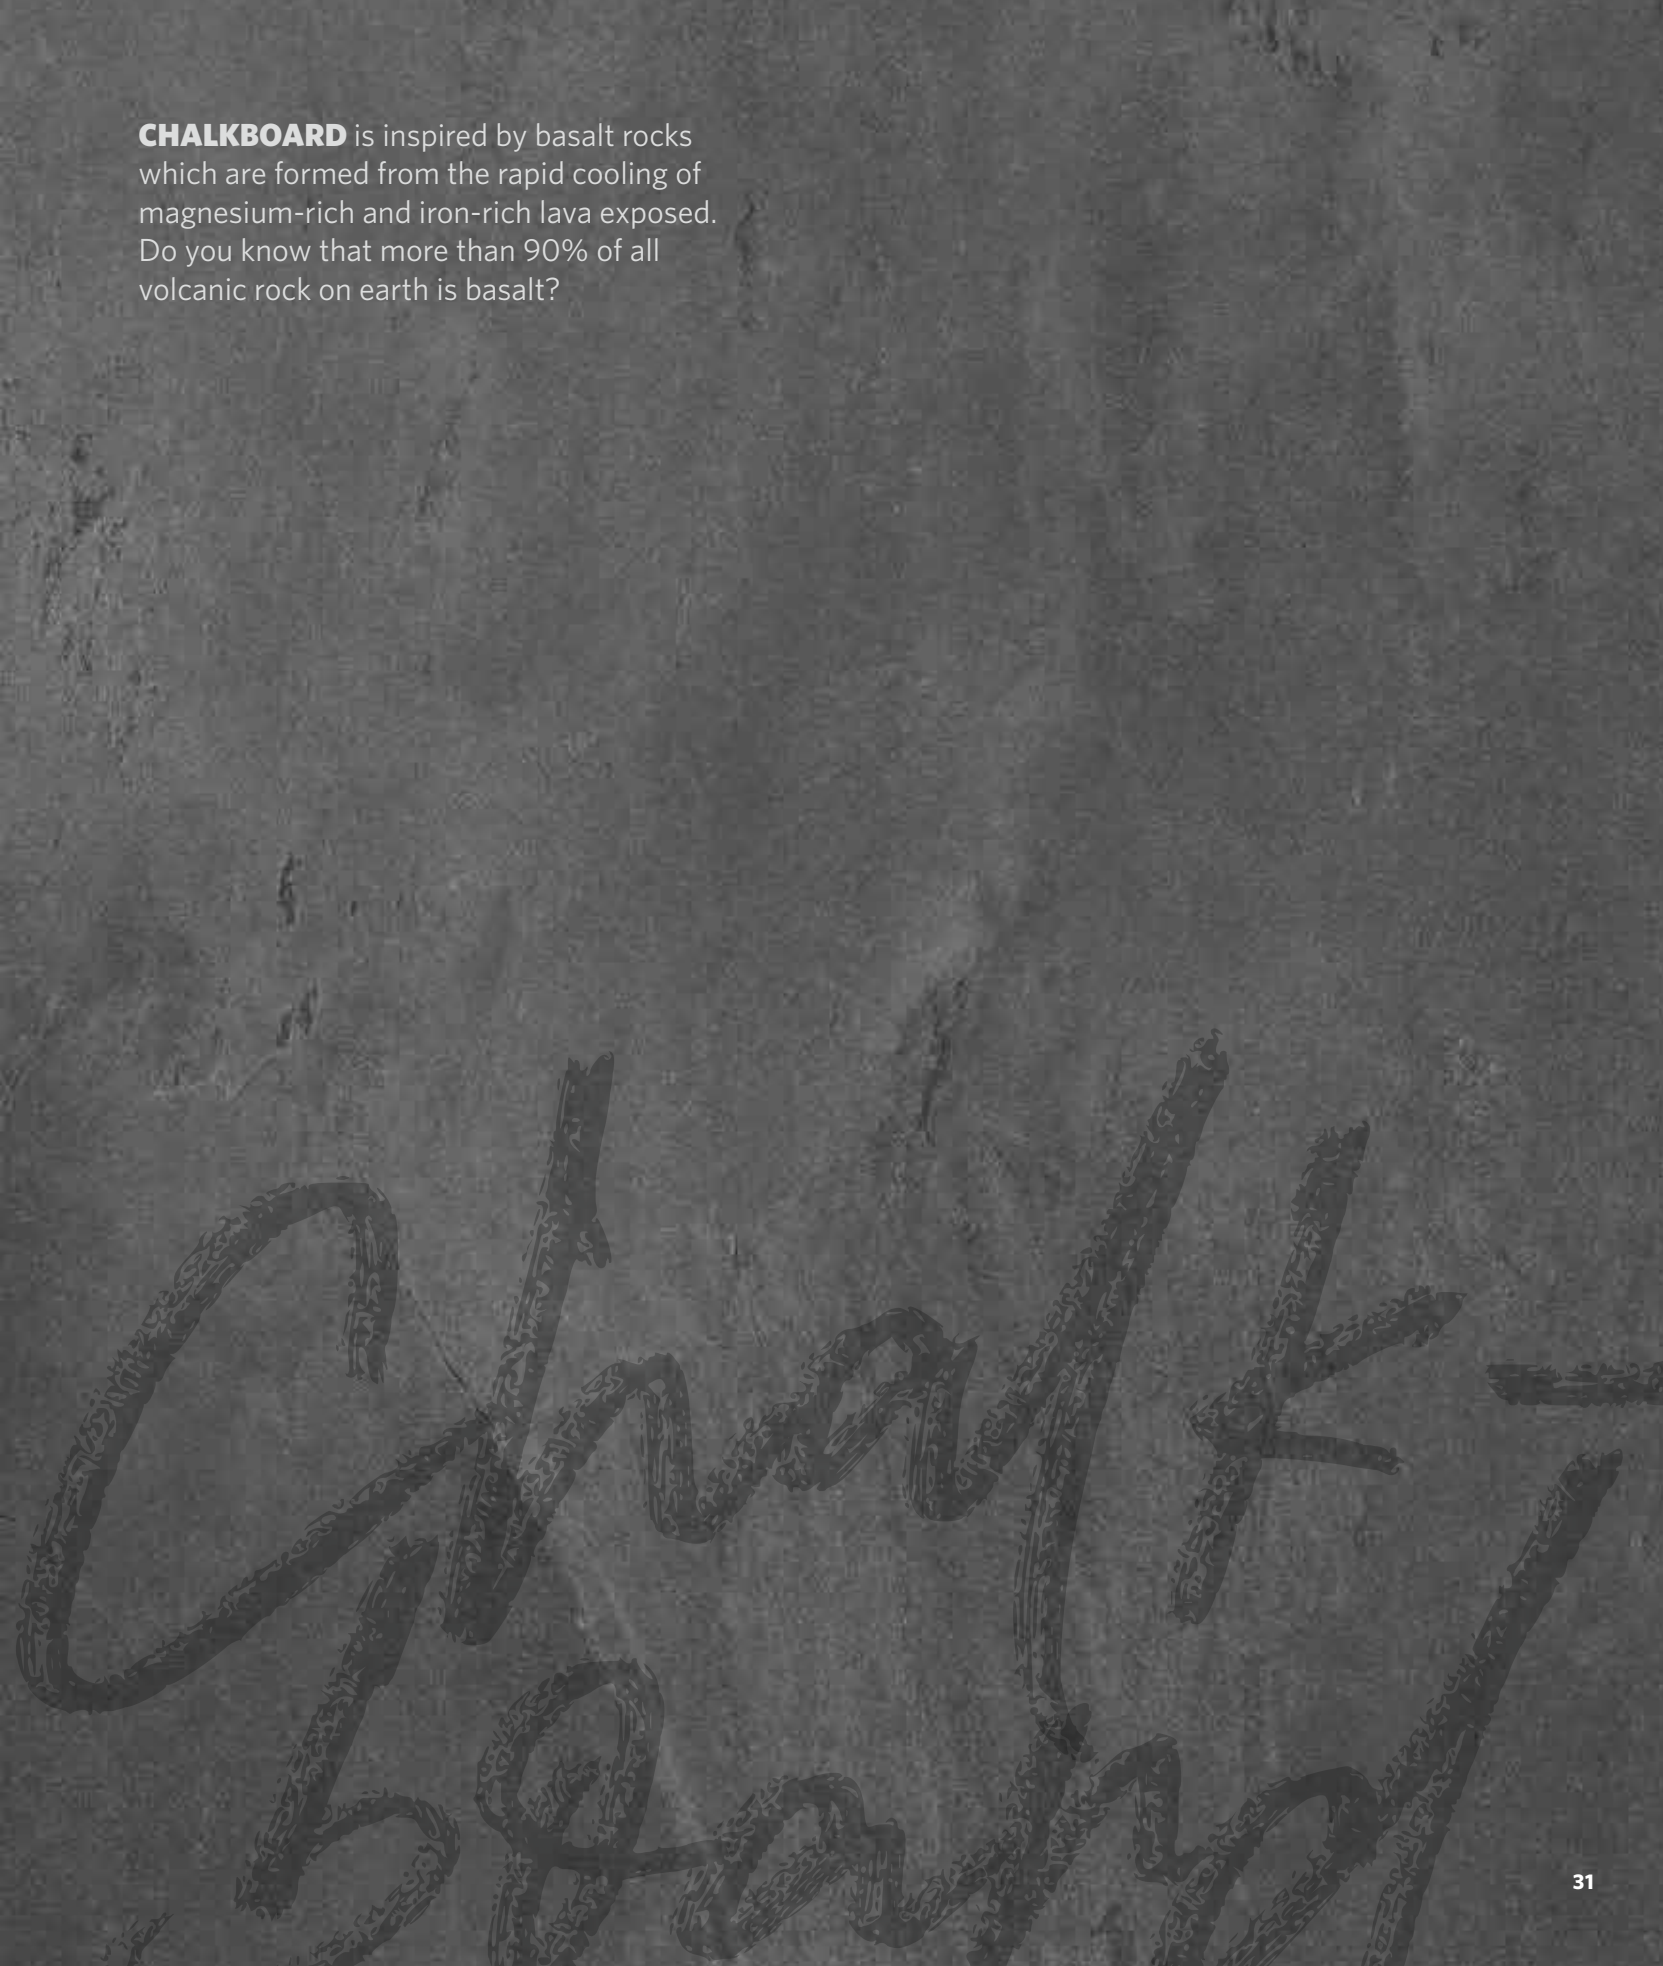 CHALKBOARD is inspired by basalt rocks
which are formed from the rapid cooling of
magnesium-rich and iron-rich lava exposed.
Do you know that more than 90% of all
volcanic rock on earth is basalt?
Chalk-
board
31